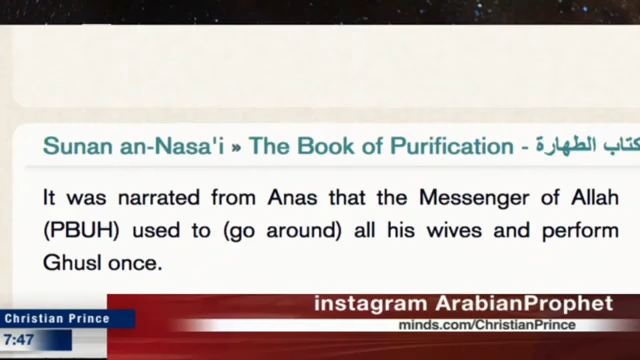 Sunan an-Nasa'i » The Book of Purification - كتاب الطهارة
It was narrated from Anas that the Messenger of Allah
(PBUH) used to (go around) all his wives and perform
Ghusl once.
instagram ArabianProphet
Christian Prince
minds.com/ChristianPrince
7:47